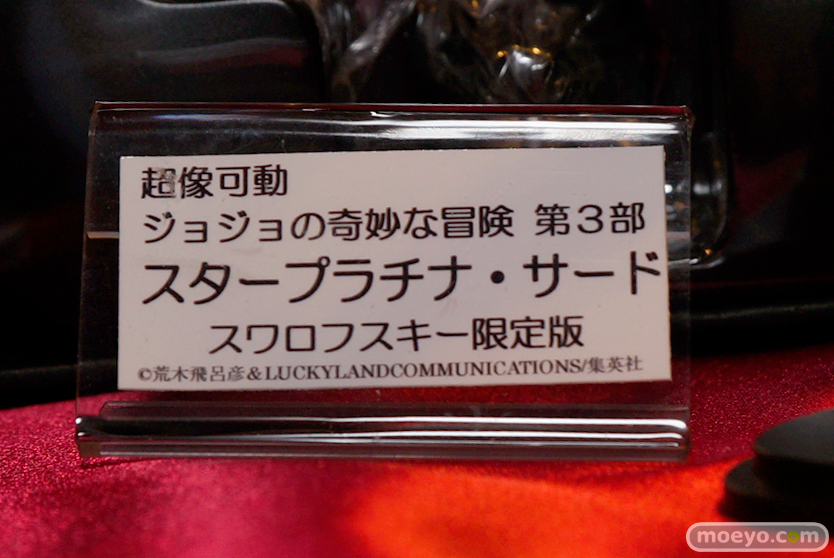 超像可動
ジョジョの奇妙な冒険 第3部
スタープラチナ・サード
スワロフスキー限定版
©荒木飛呂彦&LUCKYLANDCOMMUNICATIONS/集英社
moeyo.com